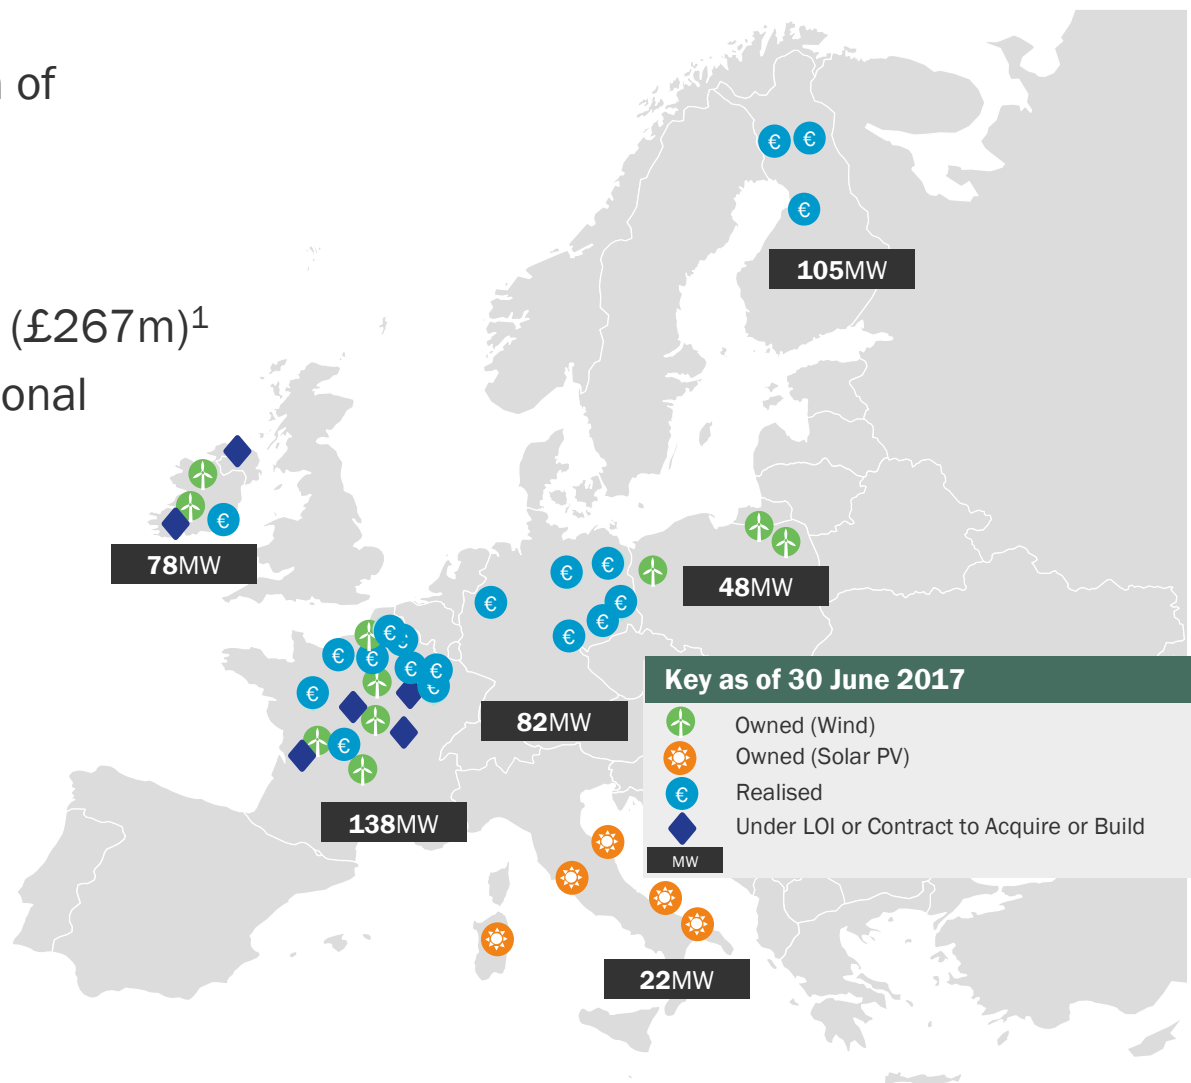 of
(£267m)¹
onal
105MW
78MW
48MW
Key as of 30 June 2017
Owned (Wind)
Owned (Solar PV)
Realised
Under LOI or Contract to Acquire or Build
MW
82MW
138MW
22MW